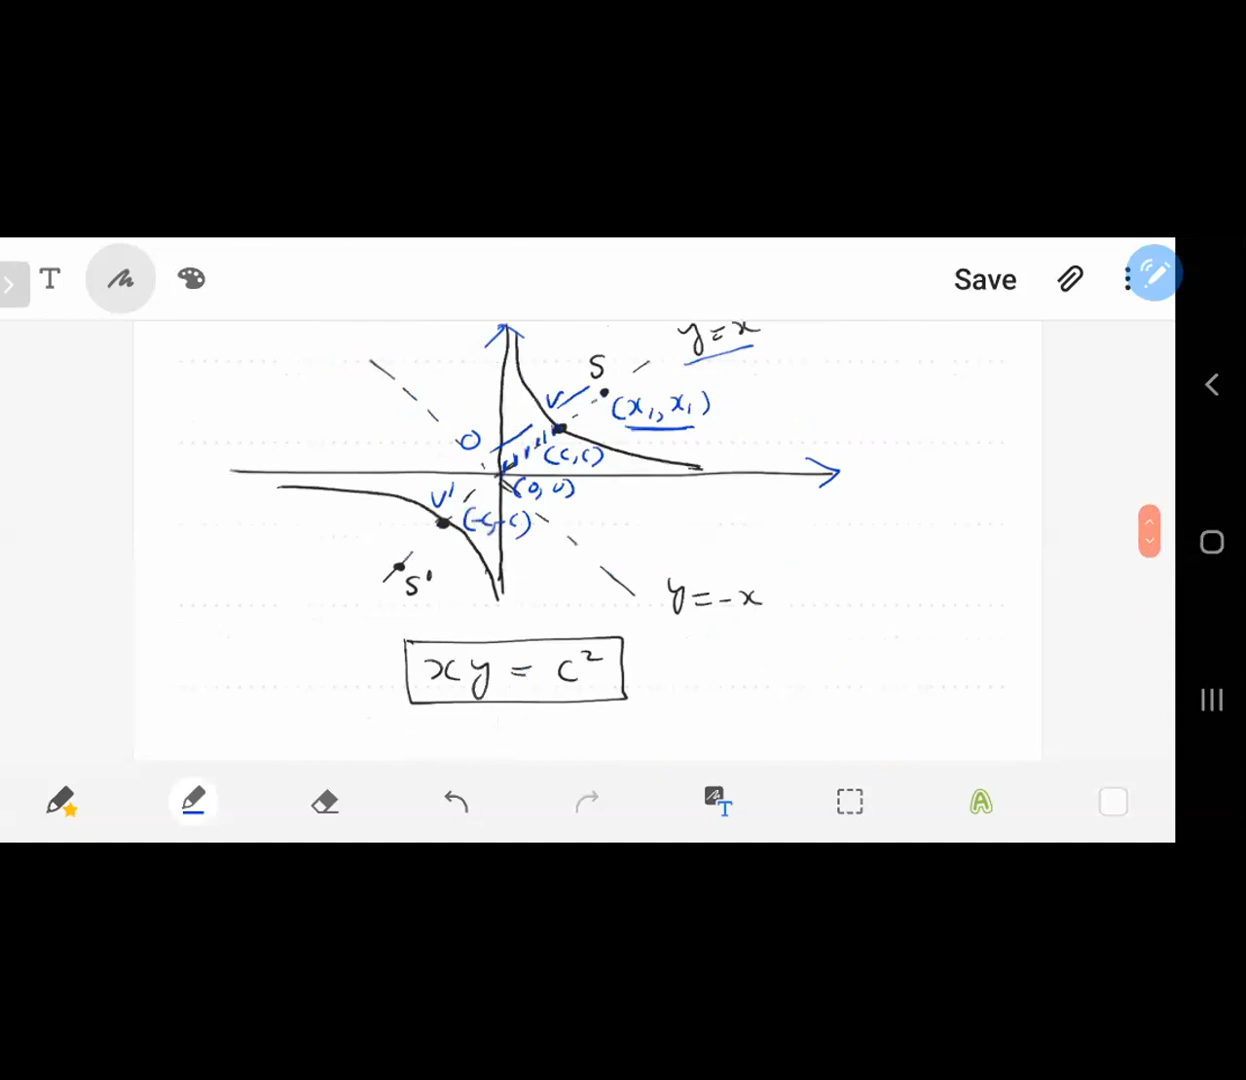 T
Save
y = x
S
V
(x₁, x₁)
O
(c, c)
(0, 0)
V'
(-c, -c)
S'
y = -x
xy = c²
T
A